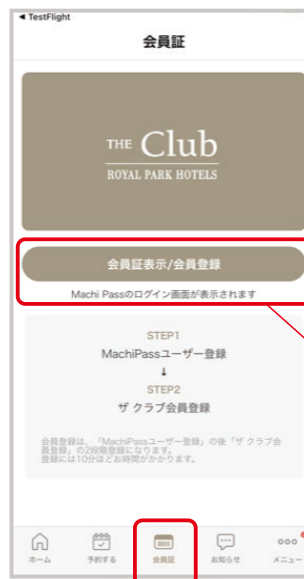 ◀ TestFlight
会員証
THE Club
ROYAL PARK HOTELS
会員証表示/会員登録
Machi Passのログイン画面が表示されます
STEP1
MachiPassユーザー登録
↓
STEP2
ザ クラブ会員登録
会員登録は、「MachiPassユーザー登録」の後「ザ クラブ会
員登録」の2段階登録になります。
登録には10分ほどお時間がかかります。
ホーム
予約する
会員証
お知らせ
メニュー